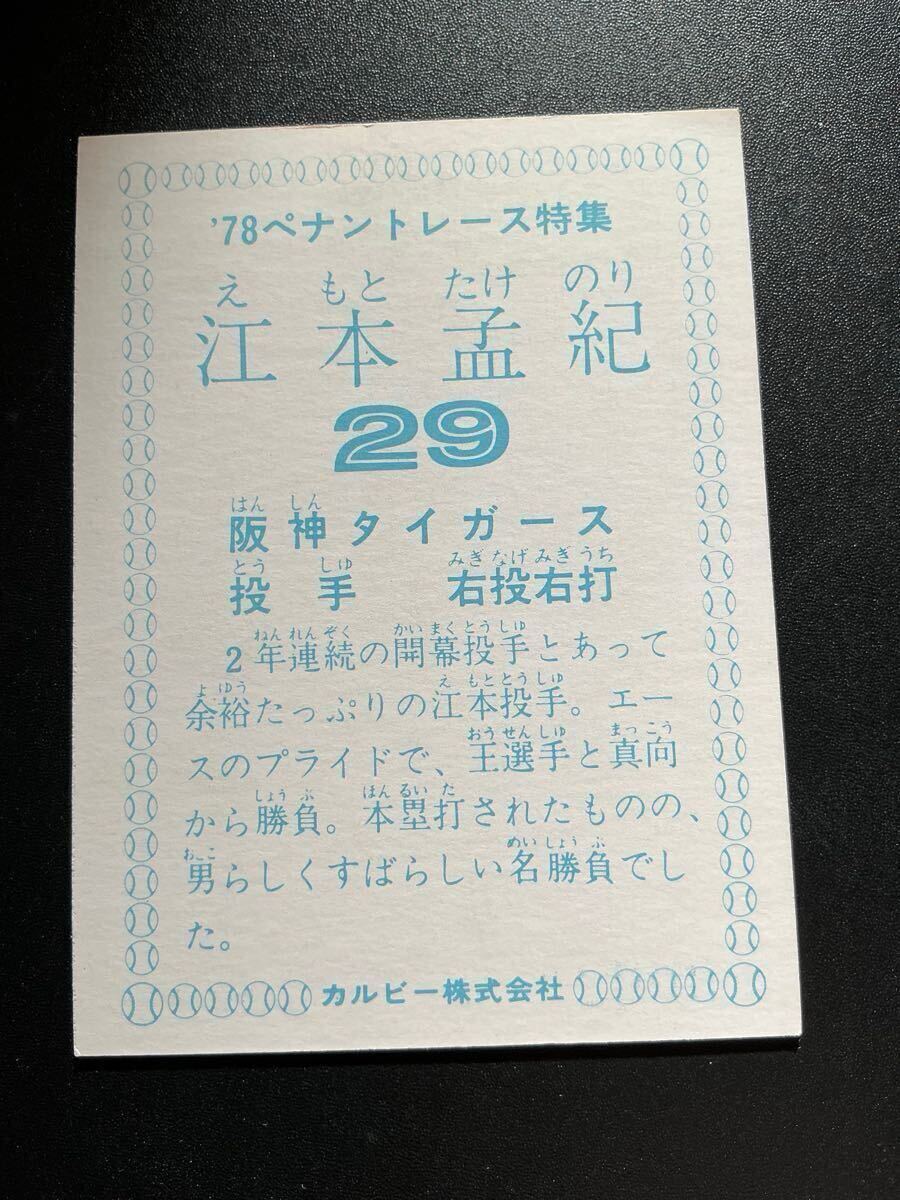 '78ペナントレース特集
え もと たけ のり
江本孟紀
29
はん しん
阪神タイガース
とう しゅ みぎ なげ みぎ うち
投手 右投右打
ねん れん ぞく かい まく とう しゅ
2年連続の開幕投手とあって
よ ゆう え もと とう しゅ
余裕たっぷりの江本投手。エー
おう せん しゅ まっ こう
スのプライドで、王選手と真向
しょう ぶ ほん るい だ
から勝負。本塁打されたものの、
おとこ めい しょう ぶ
男らしくすばらしい名勝負でし
た。
カルビー株式会社